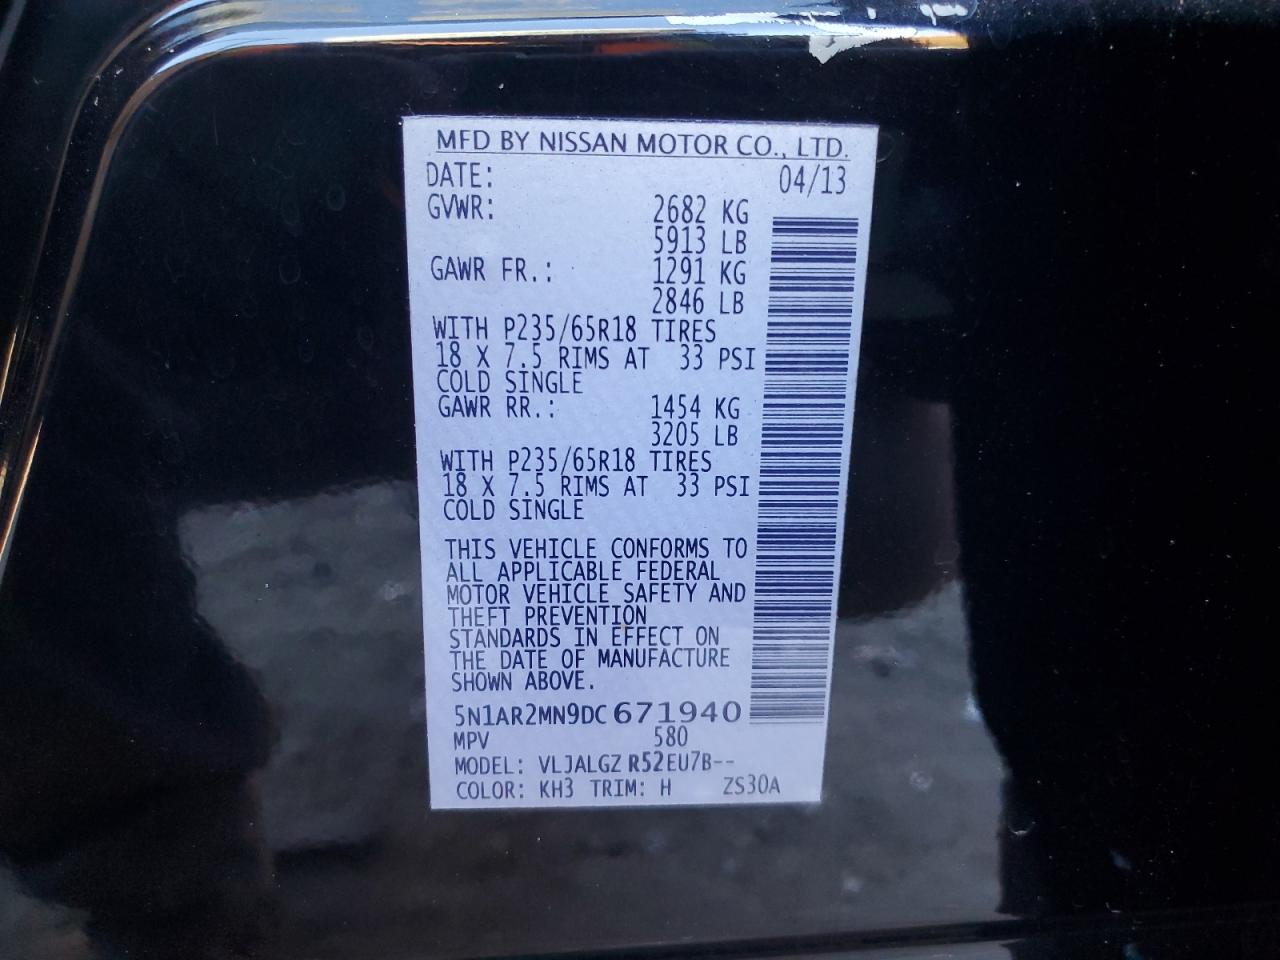 MFD BY NISSAN MOTOR CO., LTD.
DATE: 04/13
GVWR: 2682 KG
5913 LB
GAWR FR.: 1291 KG
2846 LB
WITH P235/65R18 TIRES
18 X 7.5 RIMS AT 33 PSI
COLD SINGLE
GAWR RR.: 1454 KG
3205 LB
WITH P235/65R18 TIRES
18 X 7.5 RIMS AT 33 PSI
COLD SINGLE
THIS VEHICLE CONFORMS TO
ALL APPLICABLE FEDERAL
MOTOR VEHICLE SAFETY AND
THEFT PREVENTION
STANDARDS IN EFFECT ON
THE DATE OF MANUFACTURE
SHOWN ABOVE.
5N1AR2MN9DC671940
MPV 580
MODEL: VLJALGZ R52EU7B--
COLOR: KH3 TRIM: H ZS30A